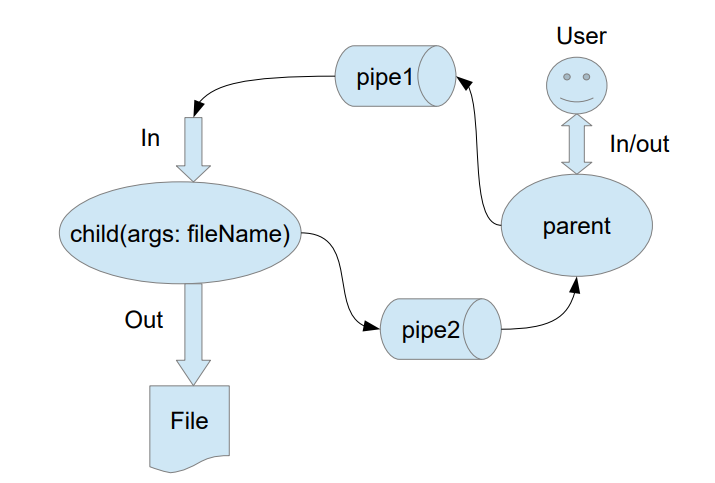 User
pipe1
In
In/out
child(args: fileName)
parent
Out
pipe2
File